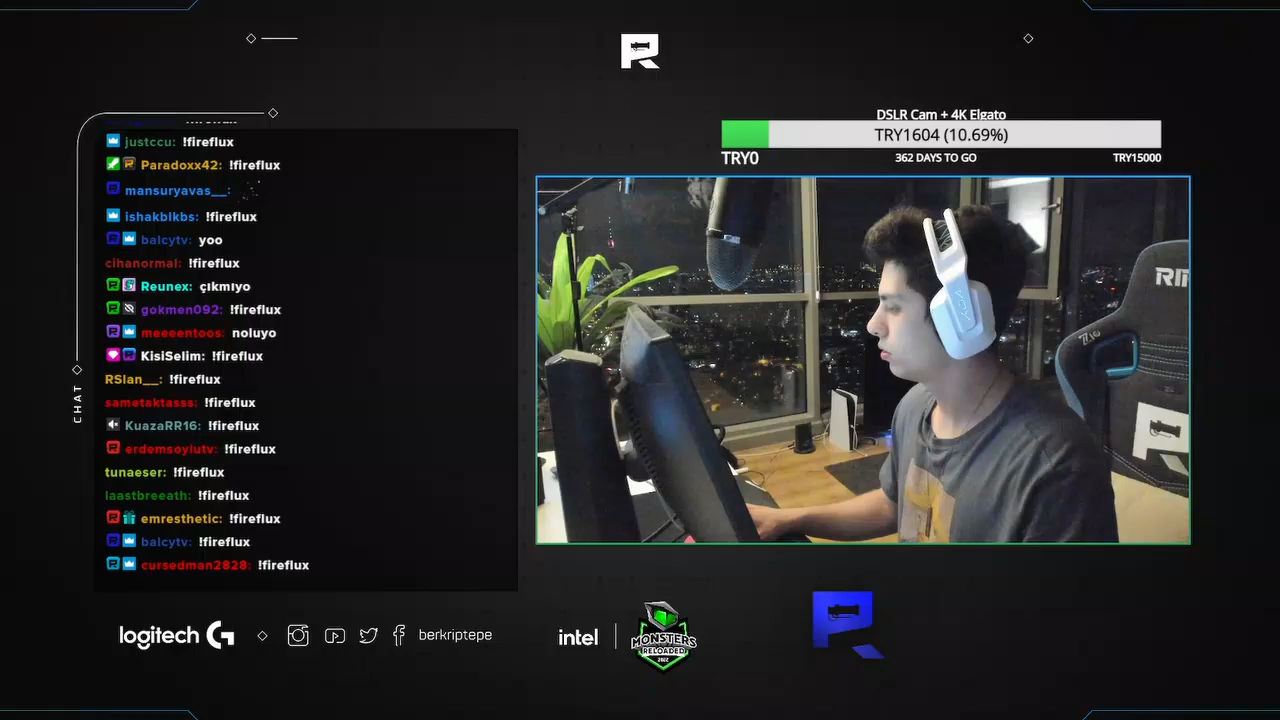 justccu: !fireflux
Paradoxx42: !fireflux
mansuryavas__:
ishakblkbs: !fireflux
balcytv: yoo
cihanormal: !fireflux
Reunex: çıkmıyo
gokmen092: !fireflux
meeeentoos: noluyo
KisiSelim: !fireflux
RSlan__: !fireflux
sametaktasss: !fireflux
KuazaRR16: !fireflux
erdemsoylutv: !fireflux
tunaeser: !fireflux
laastbreeath: !fireflux
emresthetic: !fireflux
balcytv: !fireflux
cursedman2828: !fireflux
CHAT
DSLR Cam + 4K Elgato
TRY1604 (10.69%)
TRY0 362 DAYS TO GO TRY15000
logitech G
berkriptepe
intel
MONSTERS
RELOADED
2022